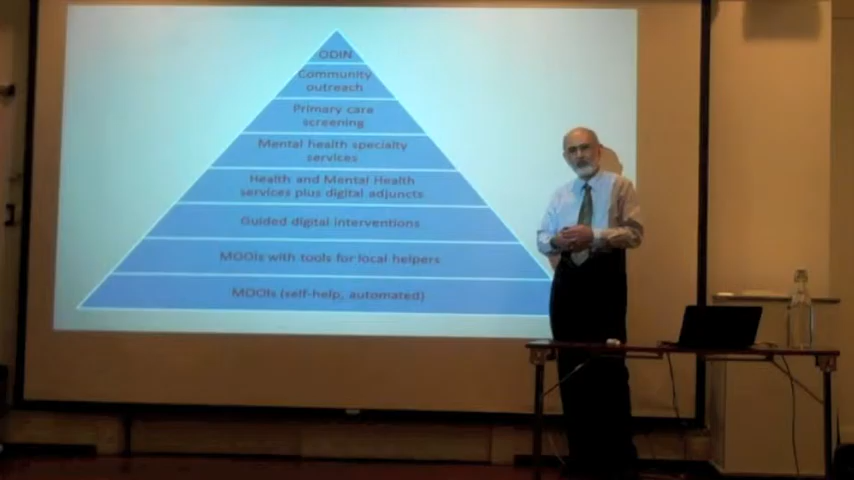 ODIN
Community
outreach
Primary care
screening
Mental health specialty
services
Health and Mental Health
services plus digital adjuncts
Guided digital interventions
MOOIs with tools for local helpers
MOOIs (self-help, automated)